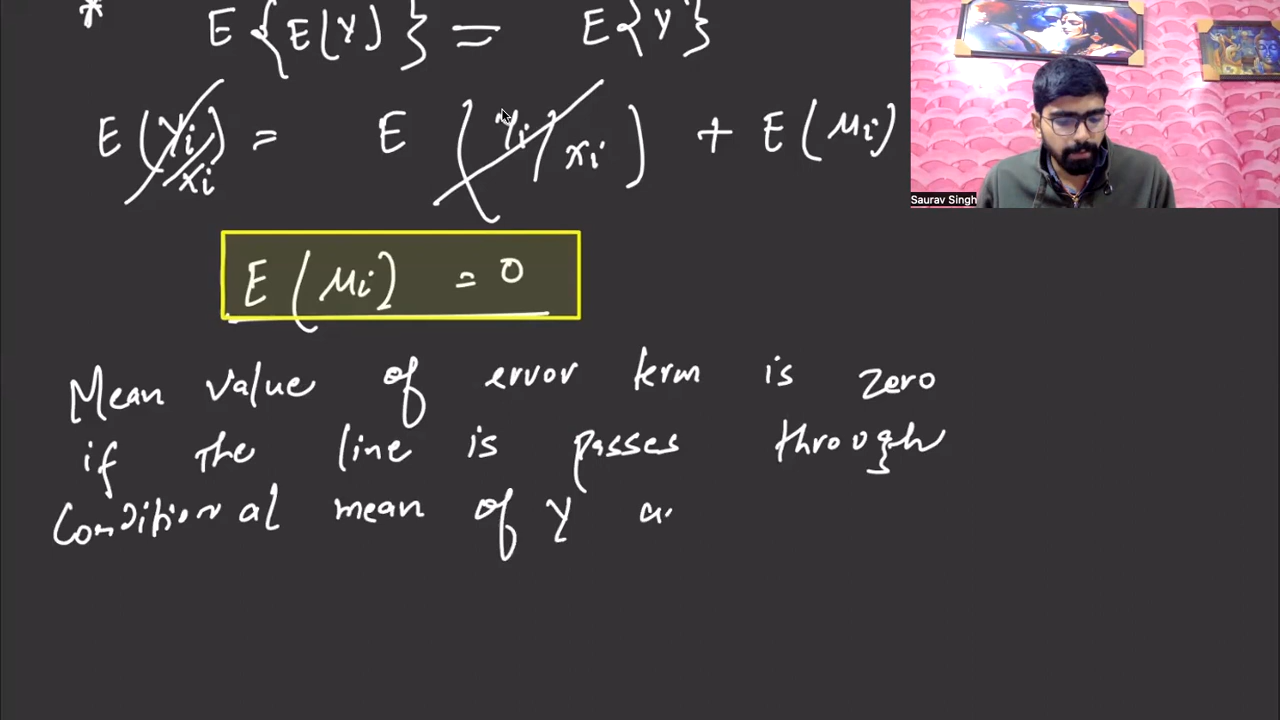 * E{E(Y)} = E{Y}
E(Yi/xi) = E(Yi/xi) + E(μi)
E(μi) = 0
Mean value of error term is zero
if the line is passes through
Conditional mean of Y a
Saurav Singh